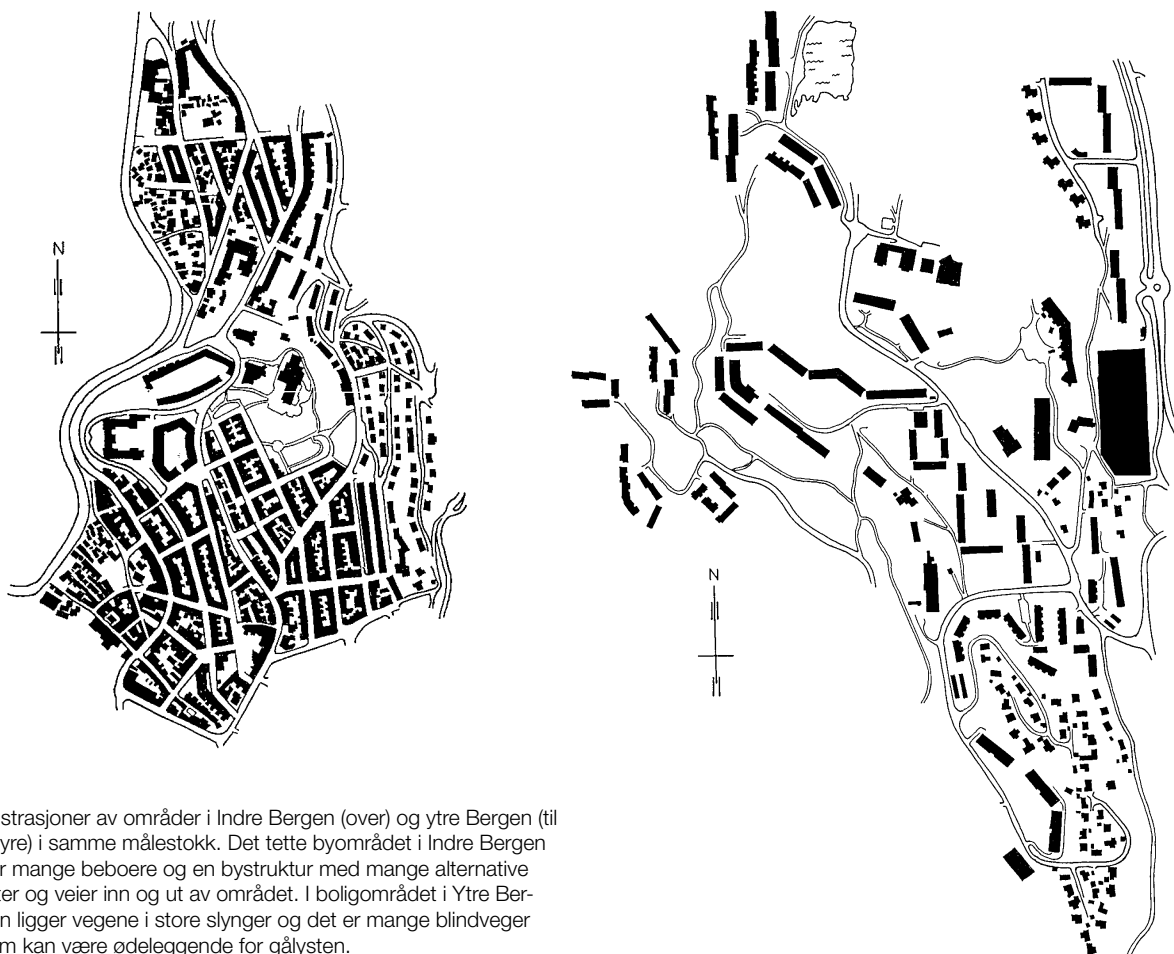 N
N
strasjoner av områder i Indre Bergen (over) og ytre Bergen (til
yre) i samme målestokk. Det tette byområdet i Indre Bergen
r mange beboere og en bystruktur med mange alternative
ter og veier inn og ut av området. I boligområdet i Ytre Ber-
n ligger vegene i store slynger og det er mange blindveger
m kan være ødeleggende for gålysten.